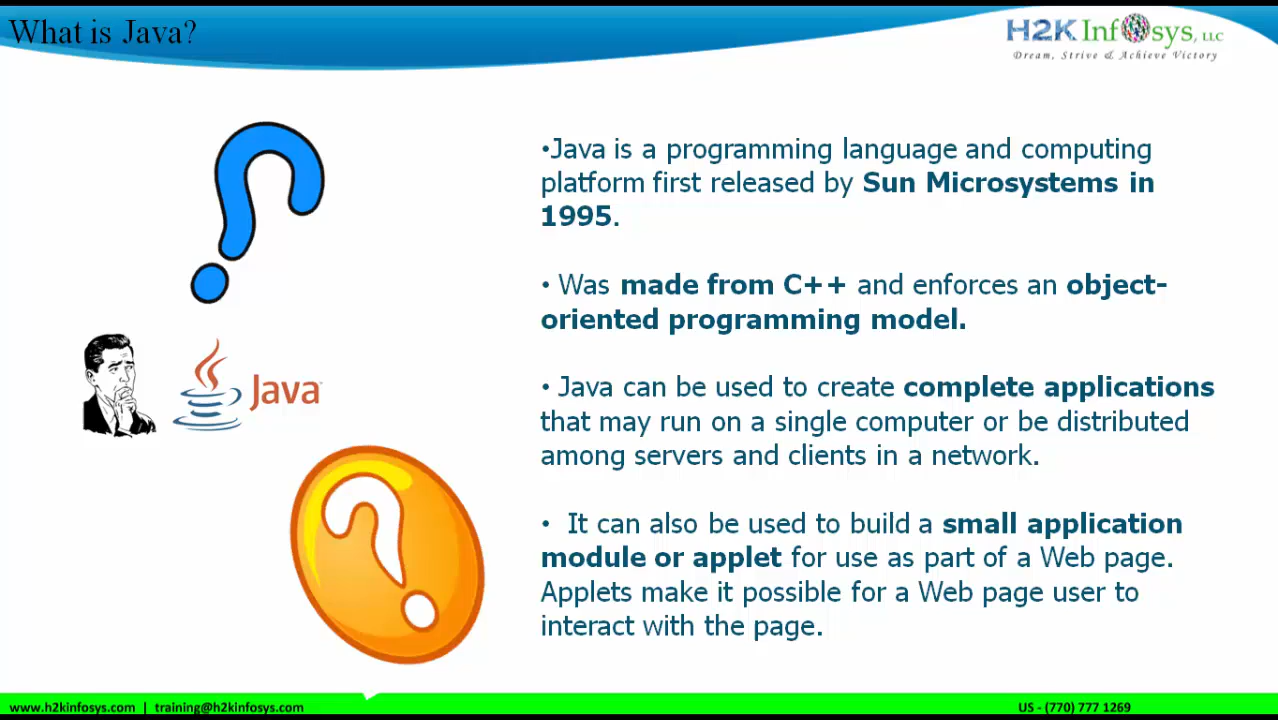 What is Java?
H2K Infosys, LLC
Dream, Strive & Achieve Victory
•Java is a programming language and computing
platform first released by Sun Microsystems in
1995.
• Was made from C++ and enforces an object-
oriented programming model.
• Java can be used to create complete applications
that may run on a single computer or be distributed
among servers and clients in a network.
• It can also be used to build a small application
module or applet for use as part of a Web page.
Applets make it possible for a Web page user to
interact with the page.
Java
www.h2kinfosys.com | training@h2kinfosys.com
US - (770) 777 1269